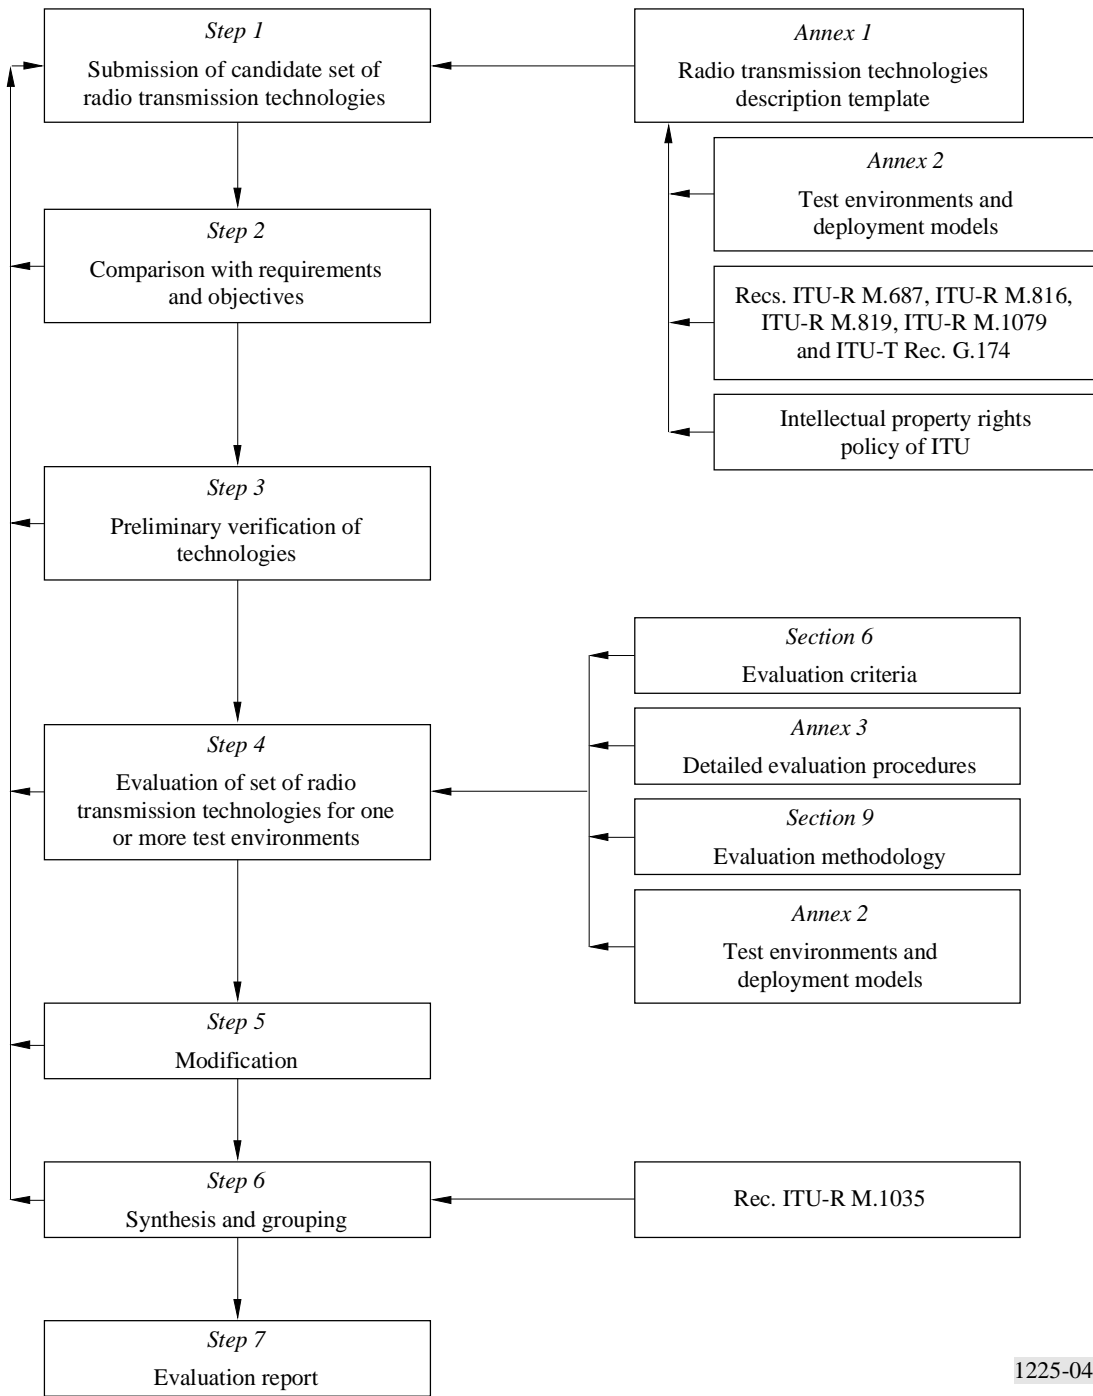 Step 1
Submission of candidate set of
radio transmission technologies
Annex 1
Radio transmission technologies
description template
Annex 2
Test environments and
deployment models
Step 2
Comparison with requirements
and objectives
Recs. ITU-R M.687, ITU-R M.816,
ITU-R M.819, ITU-R M.1079
and ITU-T Rec. G.174
Intellectual property rights
policy of ITU
Step 3
Preliminary verification of
technologies
Section 6
Evaluation criteria
Step 4
Evaluation of set of radio
transmission technologies for one
or more test environments
Annex 3
Detailed evaluation procedures
Section 9
Evaluation methodology
Annex 2
Test environments and
deployment models
Step 5
Modification
Step 6
Synthesis and grouping
Rec. ITU-R M.1035
Step 7
Evaluation report
1225-04